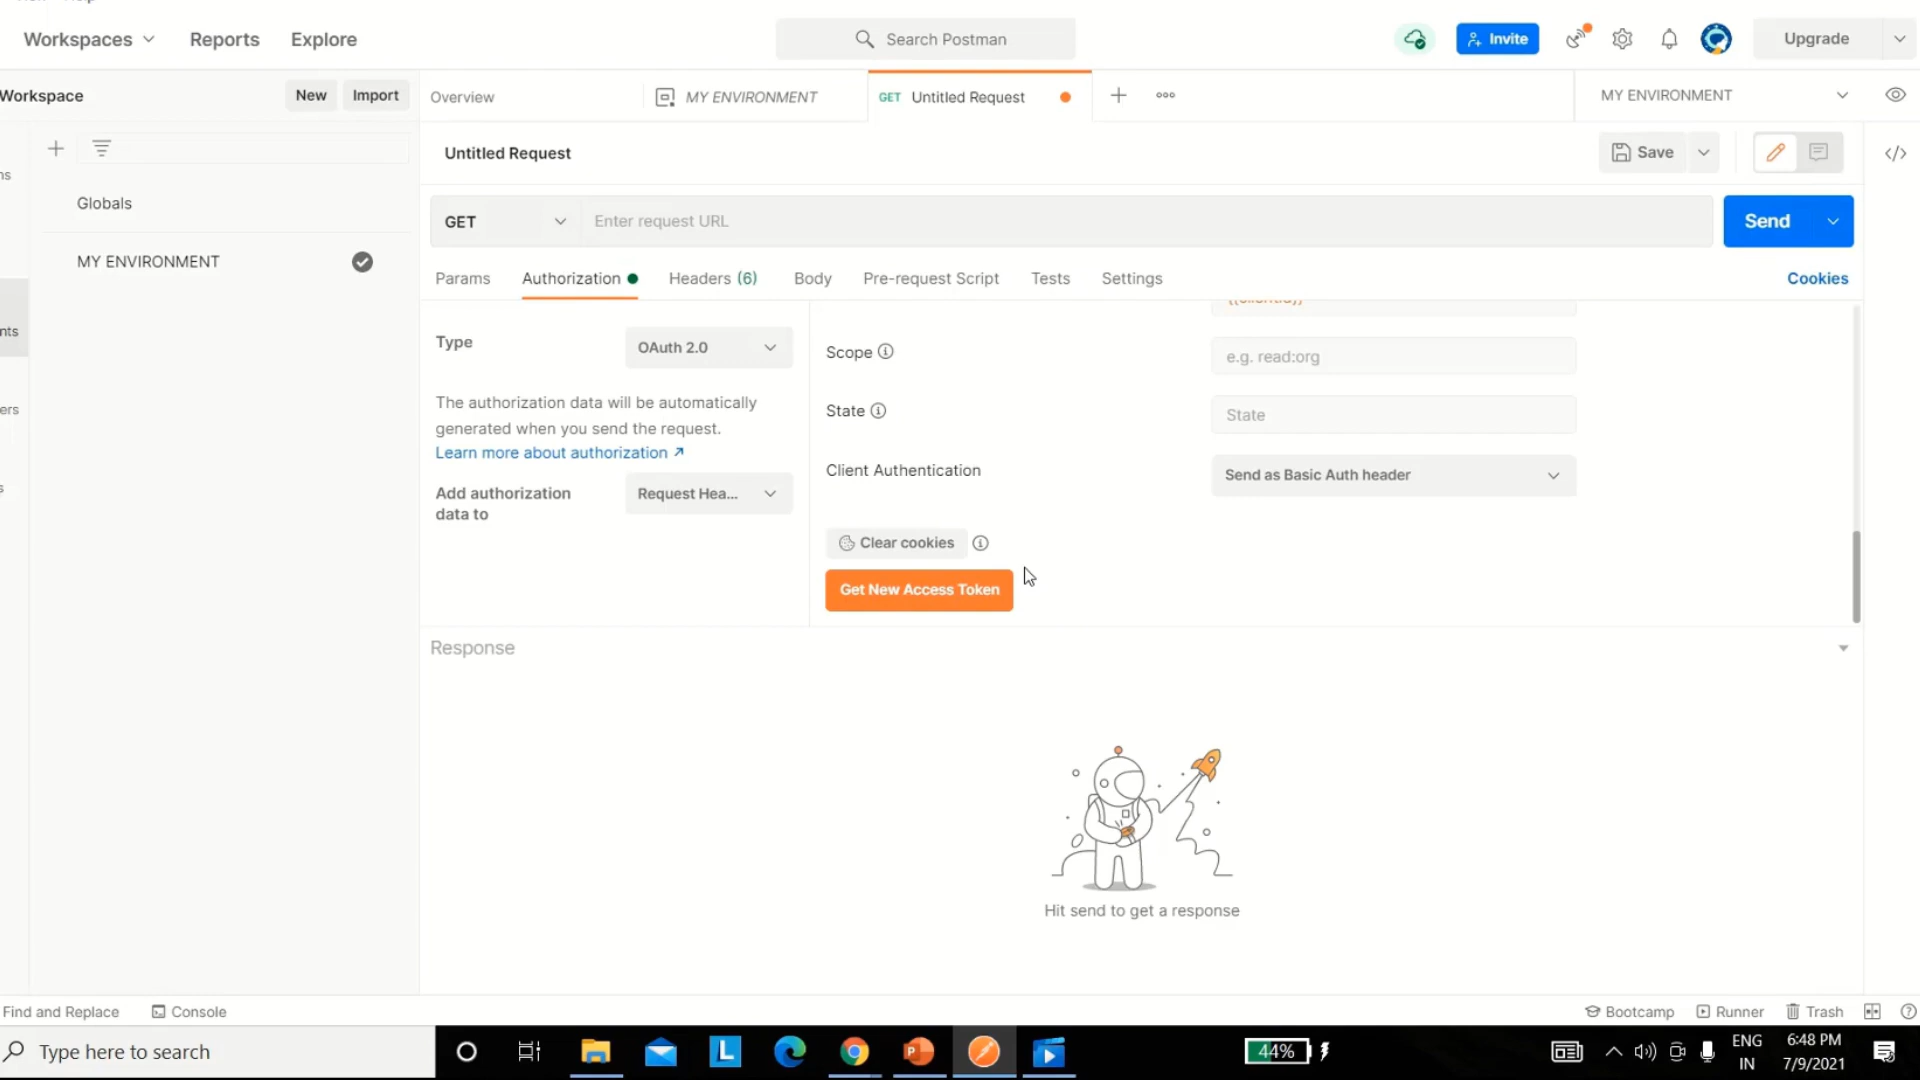 Workspaces
Reports
Explore
Search Postman
Invite
Upgrade
Workspace
New
Import
Overview
MY ENVIRONMENT
GET Untitled Request
MY ENVIRONMENT
Untitled Request
Save
Globals
MY ENVIRONMENT
GET
Enter request URL
Send
Params
Authorization
Headers (6)
Body
Pre-request Script
Tests
Settings
Cookies
Type
OAuth 2.0
The authorization data will be automatically
generated when you send the request.
Learn more about authorization ↗
Add authorization
data to
Request Hea...
Scope
e.g. read:org
State
State
Client Authentication
Send as Basic Auth header
Clear cookies
Get New Access Token
Response
Hit send to get a response
Find and Replace
Console
Bootcamp
Runner
Trash
Type here to search
L
44%
ENG
IN
6:48 PM
7/9/2021